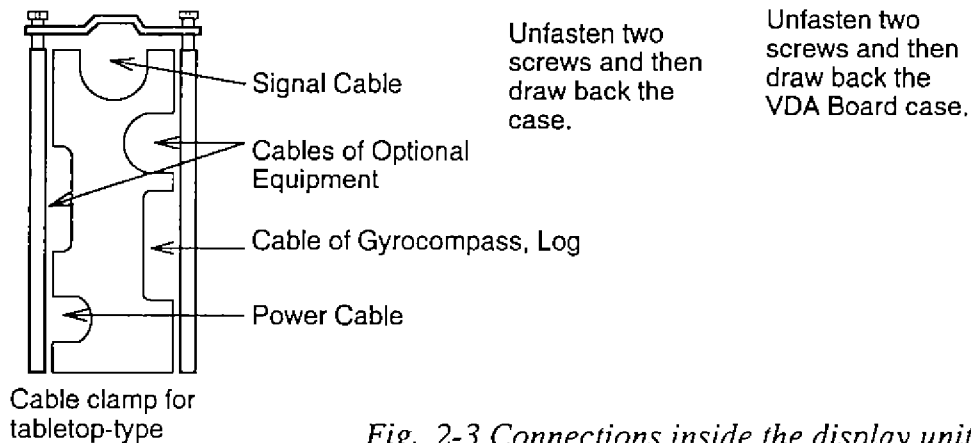 Unfasten two
screws and then
draw back the
case.
Unfasten two
screws and then
draw back the
VDA Board case.
Signal Cable
Cables of Optional
Equipment
Cable of Gyrocompass, Log
Power Cable
Cable clamp for
tabletop-type
Fig. 2-3 Connections inside the display unit